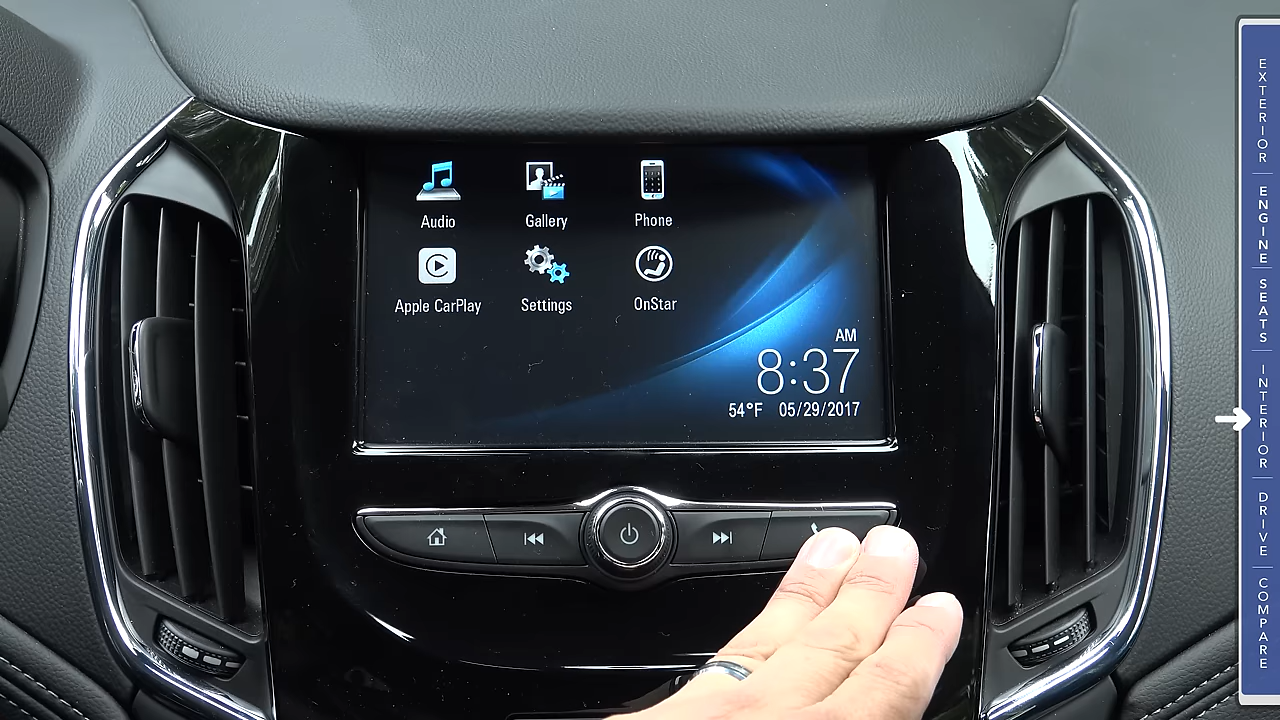 Audio
Gallery
Phone
Apple CarPlay
Settings
OnStar
AM
8:37
54°F 05/29/2017
EXTERIOR
ENGINE
SEATS
INTERIOR
DRIVE
COMPARE